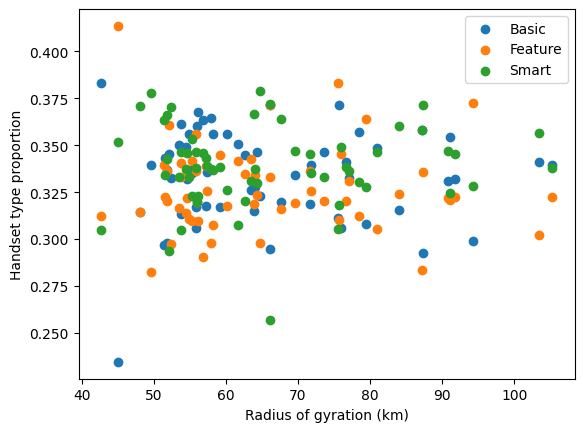 Basic
Feature
Smart
0.400
0.375
0.350
0.325
0.300
0.275
0.250
Handset type proportion
40 50 60 70 80 90 100
Radius of gyration (km)